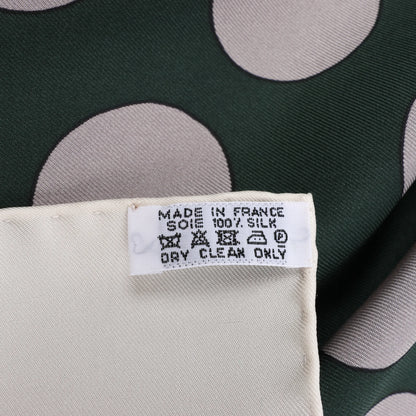 MADE IN FRANCE
SOIE 100% SILK
P
DRY CLEAN ONLY